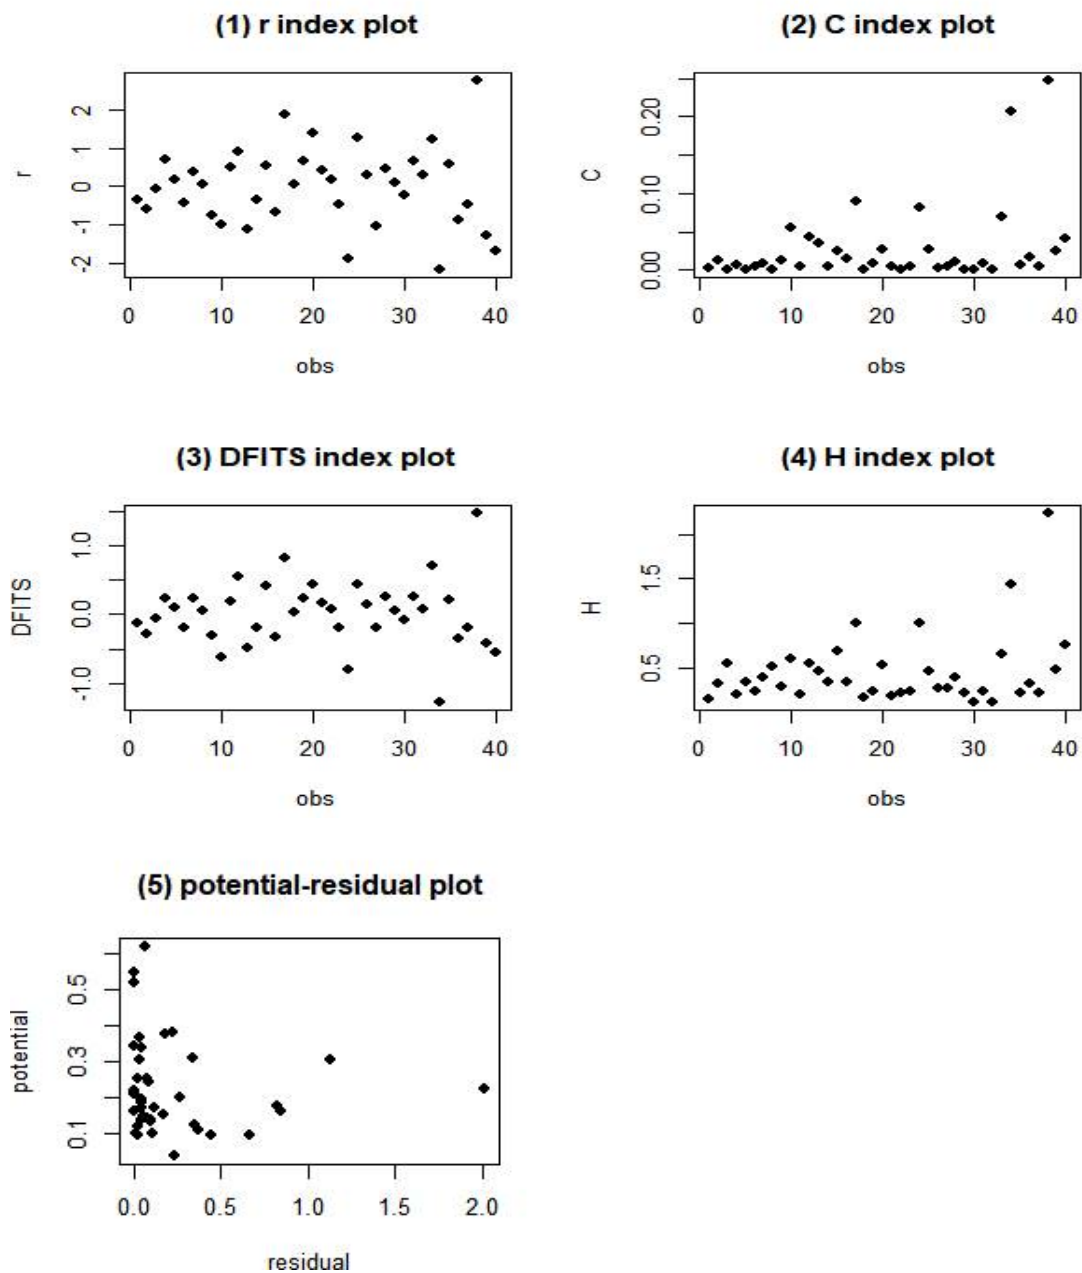 (1) r index plot
r
2
1
0
-1
-2
0 10 20 30 40
obs
(2) C index plot
C
0.20
0.10
0.00
0 10 20 30 40
obs
(3) DFITS index plot
DFITS
1.0
0.0
-1.0
0 10 20 30 40
obs
(4) H index plot
H
1.5
0.5
0 10 20 30 40
obs
(5) potential-residual plot
potential
0.5
0.3
0.1
0.0 0.5 1.0 1.5 2.0
residual